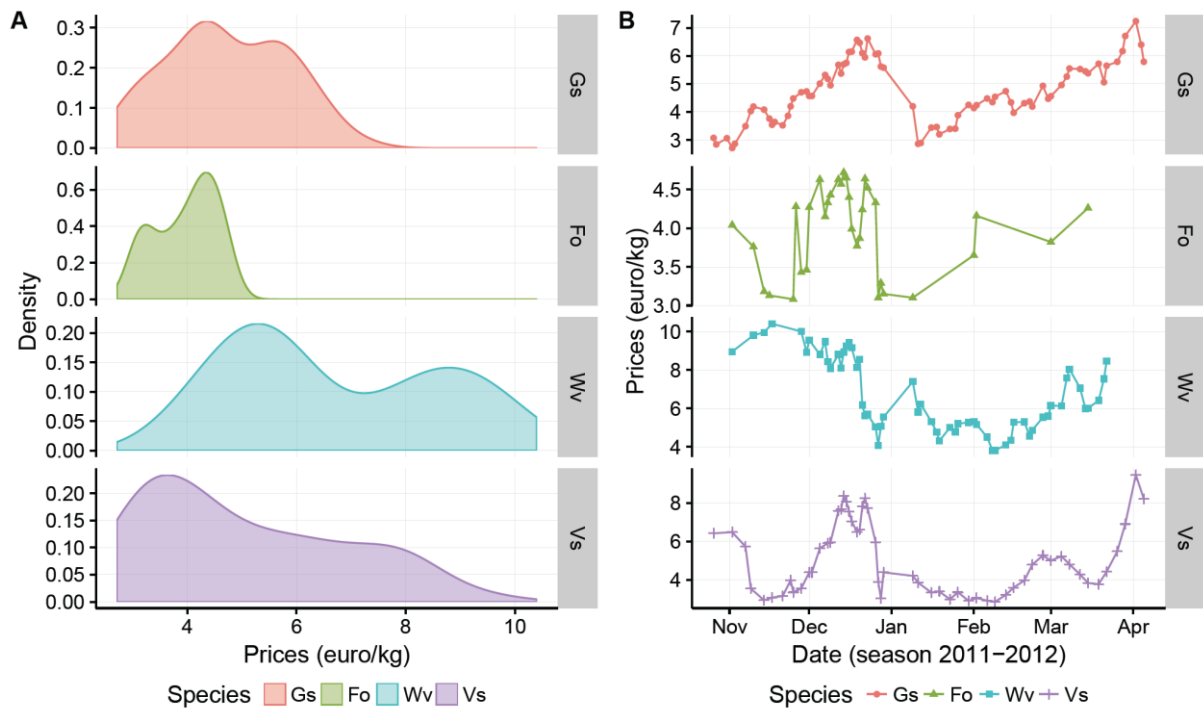 A
Density
0.3
0.2
0.1
0.0
Gs
0.6
0.4
0.2
0.0
Fo
0.20
0.15
0.10
0.05
0.00
Wv
0.20
0.15
0.10
0.05
0.00
Vs
4 6 8 10
Prices (euro/kg)
Species Gs Fo Wv Vs
B
Prices (euro/kg)
7
6
5
4
3
Gs
4.5
4.0
3.5
3.0
Fo
10
8
6
4
Wv
8
6
4
Vs
Nov Dec Jan Feb Mar Apr
Date (season 2011−2012)
Species Gs Fo Wv Vs